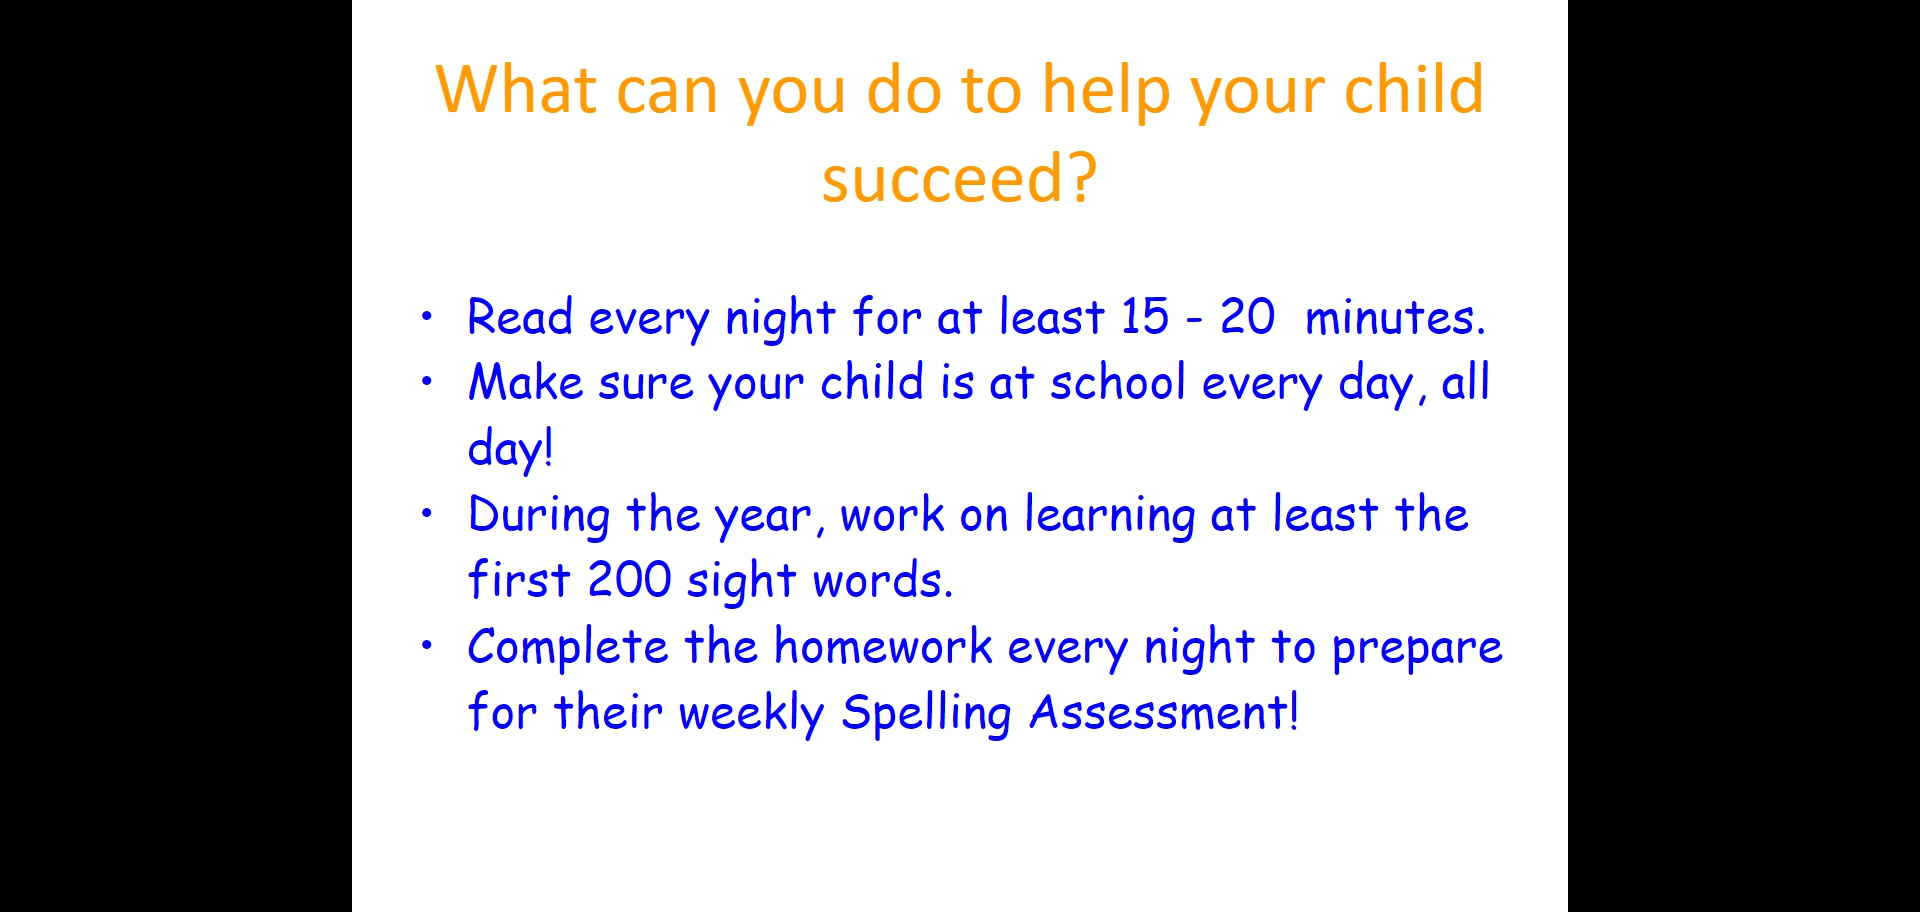 What can you do to help your child
succeed?
• Read every night for at least 15 - 20  minutes.
• Make sure your child is at school every day, all
day!
• During the year, work on learning at least the
first 200 sight words.
• Complete the homework every night to prepare
for their weekly Spelling Assessment!